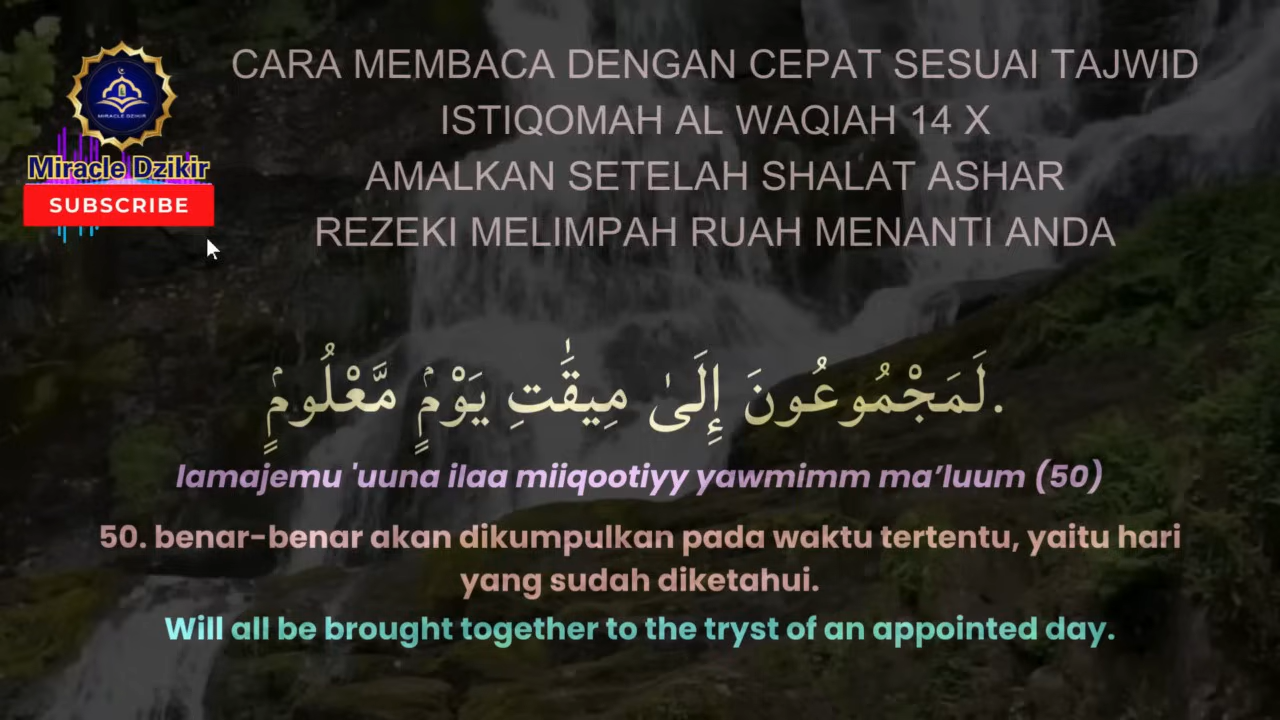 CARA MEMBACA DENGAN CEPAT SESUAI TAJWID
ISTIQOMAH AL WAQIAH 14 X
AMALKAN SETELAH SHALAT ASHAR
REZEKI MELIMPAH RUAH MENANTI ANDA
MIRACLE DZIKIR
Miracle Dzikir
SUBSCRIBE
لَمَجْمُوعُونَ إِلَىٰ مِيقَٰتِ يَوْمٍۢ مَّعْلُومٍۢ.
lamajemu 'uuna ilaa miiqootiyy yawmimm ma’luum (50)
50. benar-benar akan dikumpulkan pada waktu tertentu, yaitu hari
yang sudah diketahui.
Will all be brought together to the tryst of an appointed day.